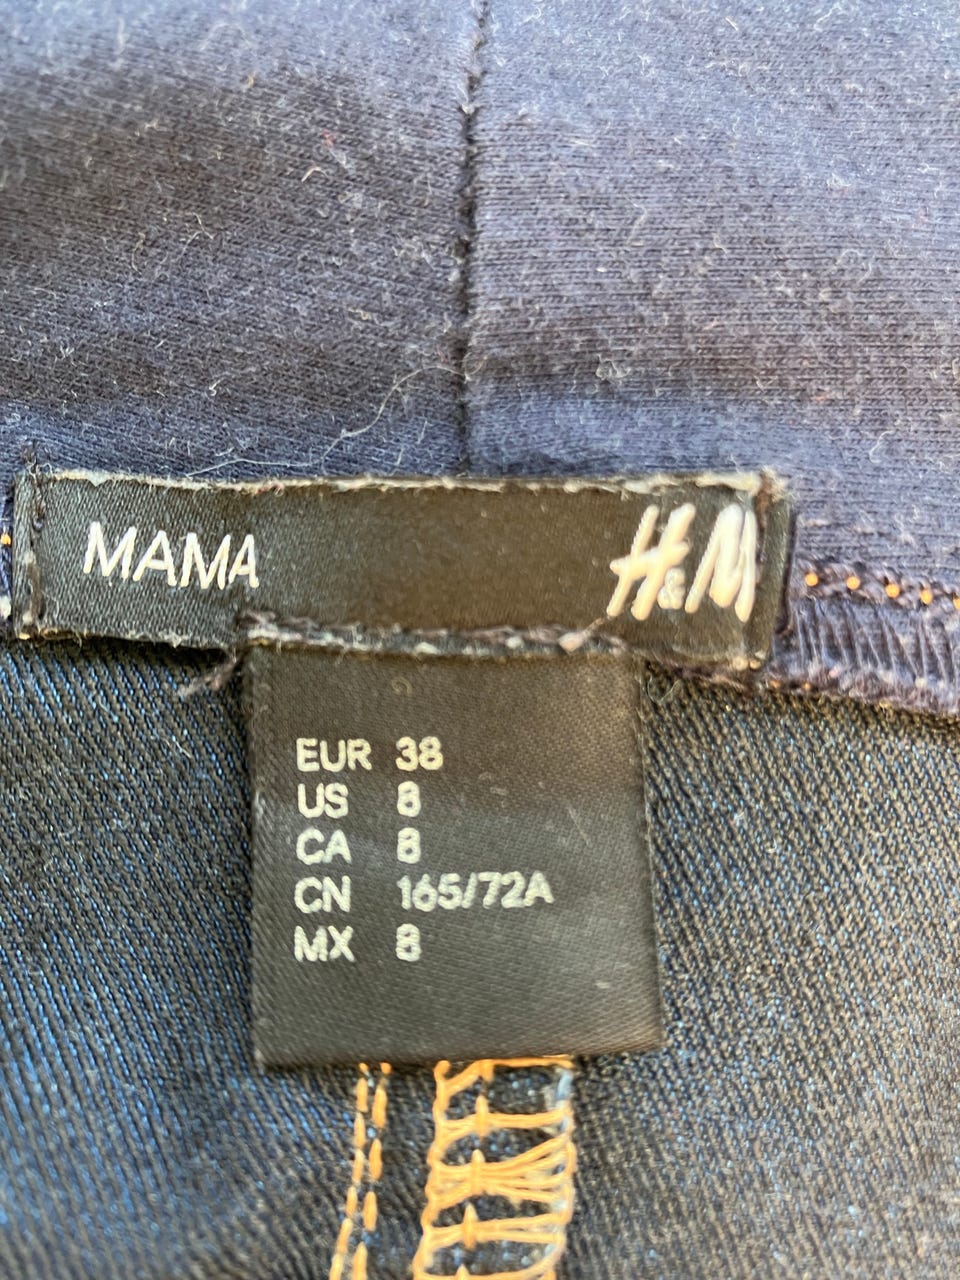 MAMA H&M
EUR 38
US 8
CA 8
CN 165/72A
MX 8